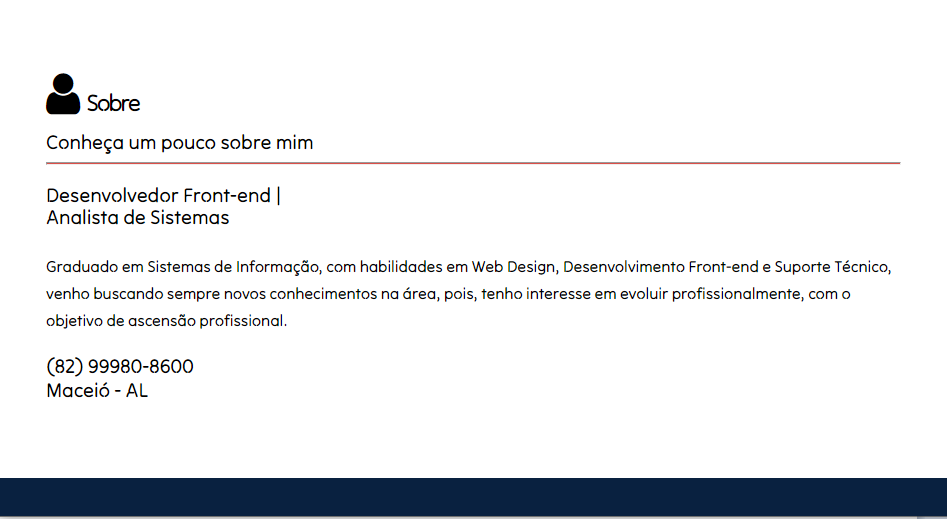 Sobre
Conheça um pouco sobre mim
Desenvolvedor Front-end |
Analista de Sistemas
Graduado em Sistemas de Informação, com habilidades em Web Design, Desenvolvimento Front-end e Suporte Técnico,
venho buscando sempre novos conhecimentos na área, pois, tenho interesse em evoluir profissionalmente, com o
objetivo de ascensão profissional.
(82) 99980-8600
Maceió - AL